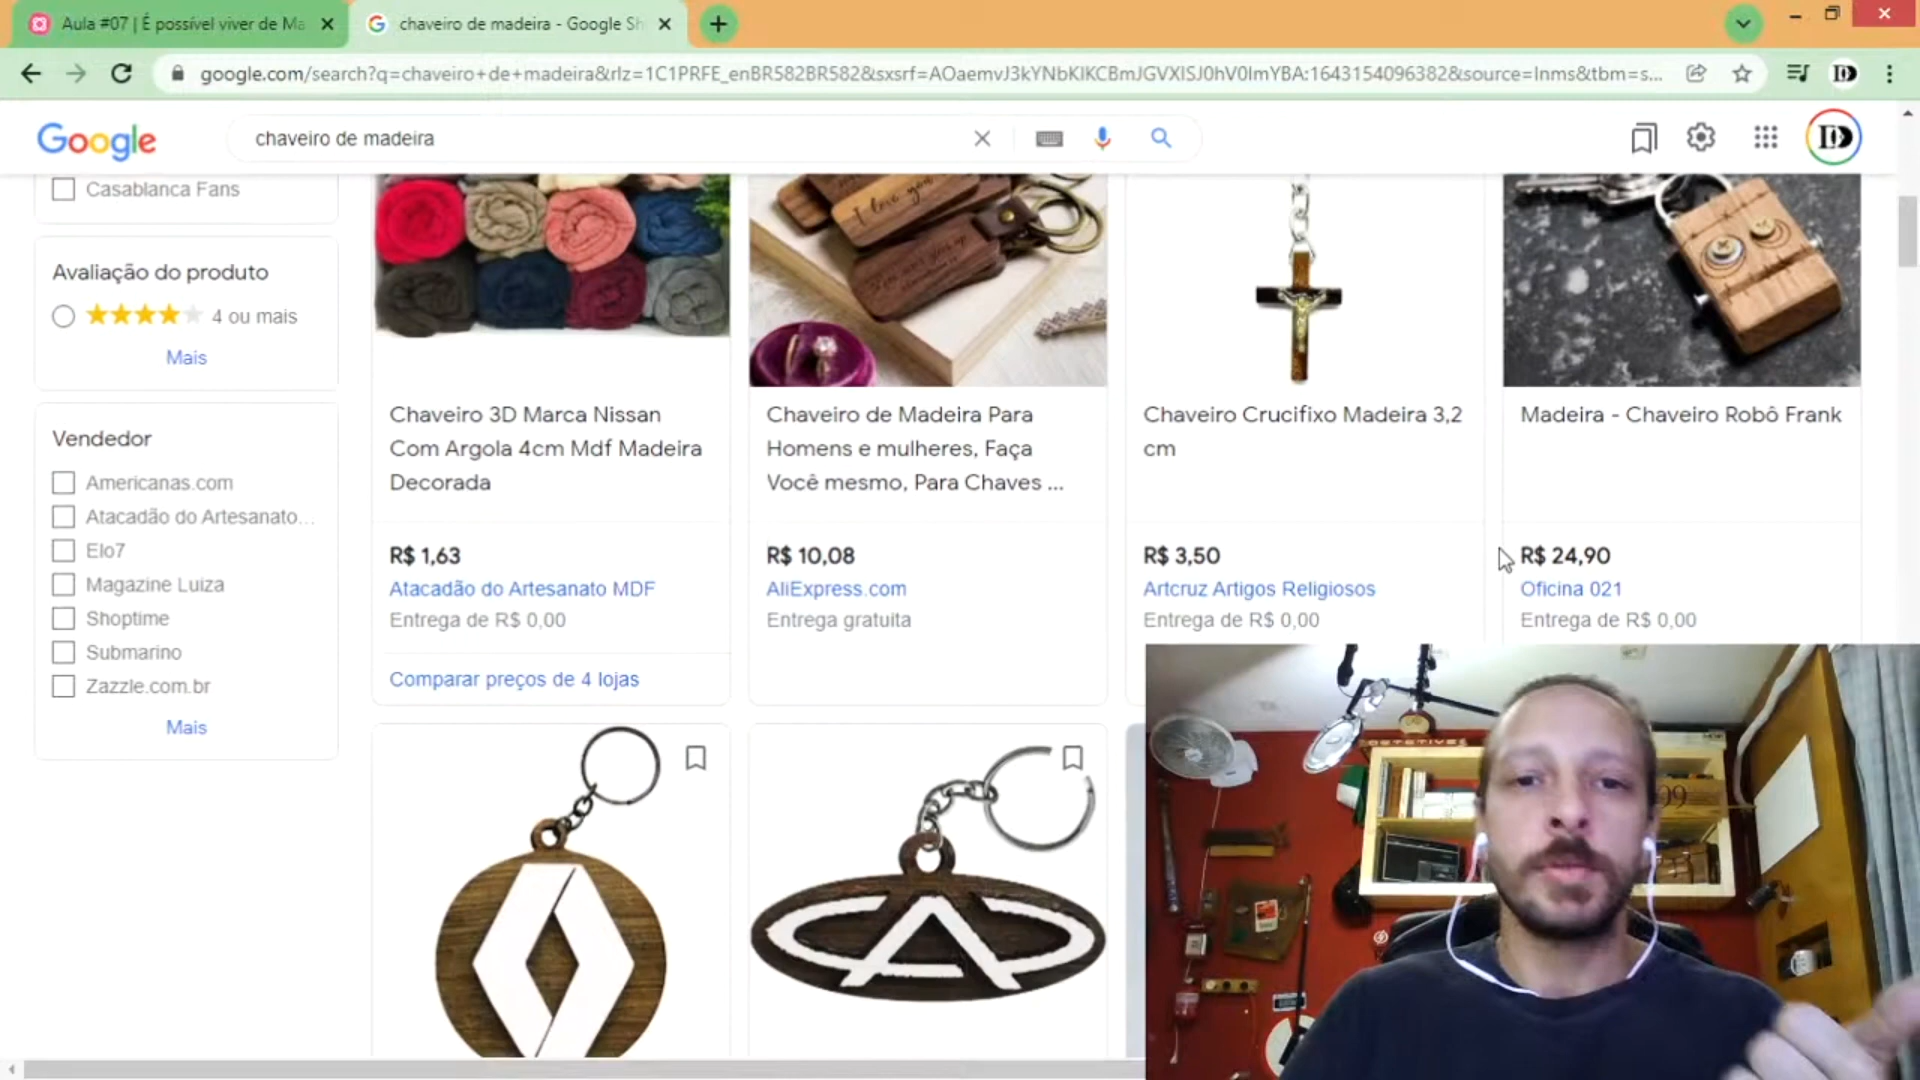 Aula #07 | É possível viver de Ma
chaveiro de madeira - Google Sh
google.com/search?q=chaveiro+de+madeira&rlz=1C1PRFE_enBR582BR582&sxsrf=AOaemvJ3kYNbKIKCBmJGVXISJ0hV0ImYBA:1643154096382&source=lnms&tbm=s...
Google
chaveiro de madeira
Casablanca Fans
Avaliação do produto
4 ou mais
Mais
Vendedor
Americanas.com
Atacadão do Artesanato...
Elo7
Magazine Luiza
Shoptime
Submarino
Zazzle.com.br
Mais
Chaveiro 3D Marca Nissan
Com Argola 4cm Mdf Madeira
Decorada
R$ 1,63
Atacadão do Artesanato MDF
Entrega de R$ 0,00
Comparar preços de 4 lojas
I love you
Chaveiro de Madeira Para
Homens e mulheres, Faça
Você mesmo, Para Chaves ...
R$ 10,08
AliExpress.com
Entrega gratuita
Chaveiro Crucifixo Madeira 3,2
cm
R$ 3,50
Artcruz Artigos Religiosos
Entrega de R$ 0,00
Madeira - Chaveiro Robô Frank
R$ 24,90
Oficina 021
Entrega de R$ 0,00
DETETIVE